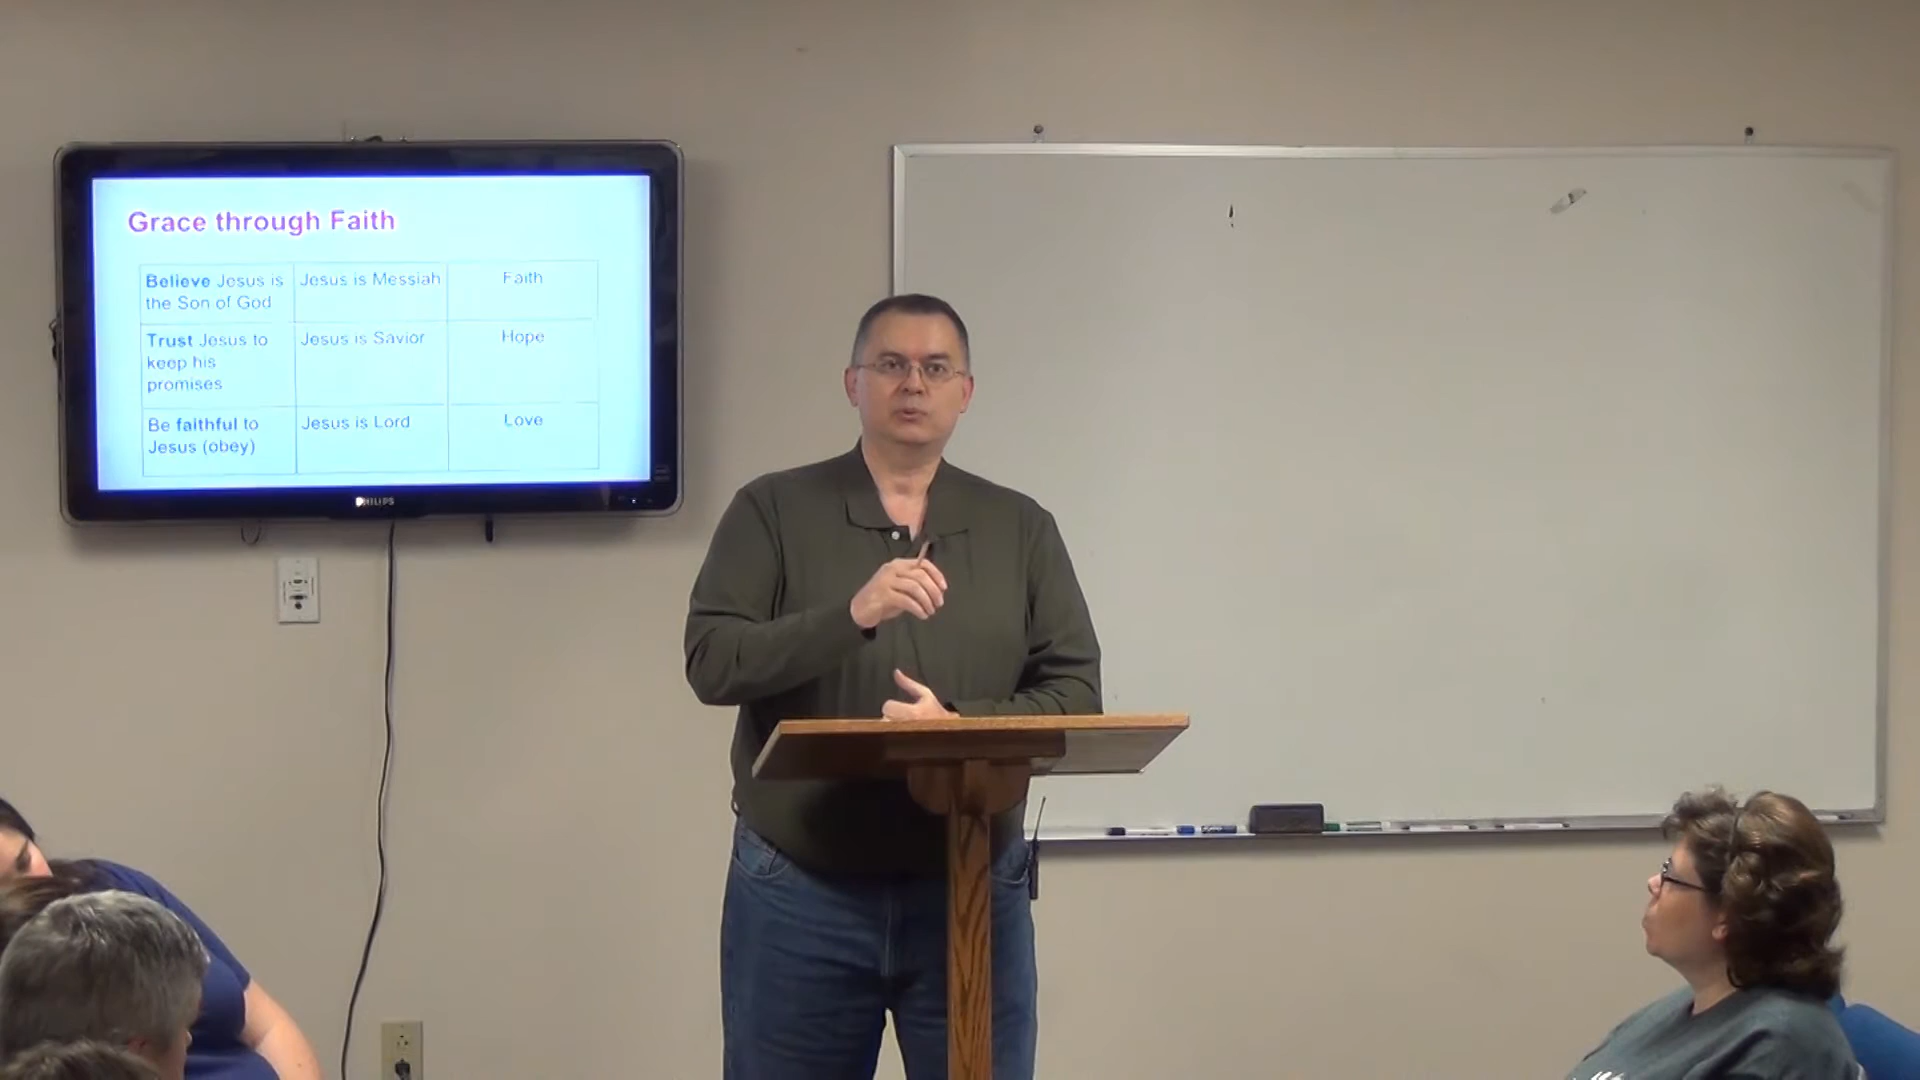 Grace through Faith
Believe Jesus is
the Son of God
Jesus is Messiah
Faith
Trust Jesus to
keep his
promises
Jesus is Savior
Hope
Be faithful to
Jesus (obey)
Jesus is Lord
Love
PHILIPS